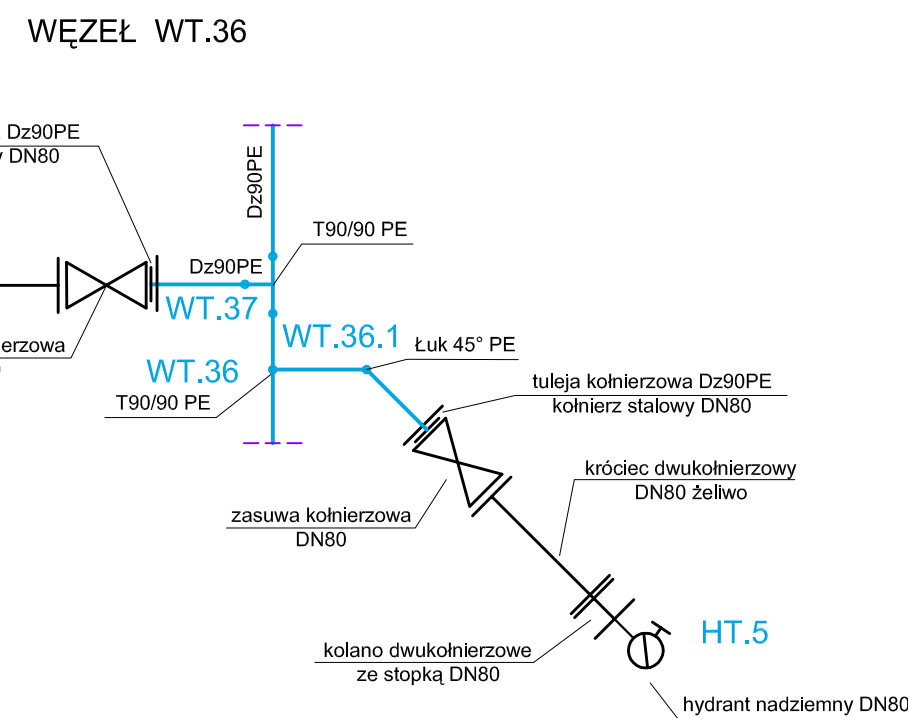 WĘZEŁ WT.36
Dz90PE
DN80
Dz90PE
T90/90 PE
Dz90PE
WT.37
WT.36.1
Łuk 45° PE
WT.36
T90/90 PE
tuleja kołnierzowa Dz90PE
kołnierz stalowy DN80
króciec dwukołnierzowy
DN80 żeliwo
zasuwa kołnierzowa
DN80
HT.5
kolano dwukołnierzowe
ze stopką DN80
hydrant nadziemny DN80